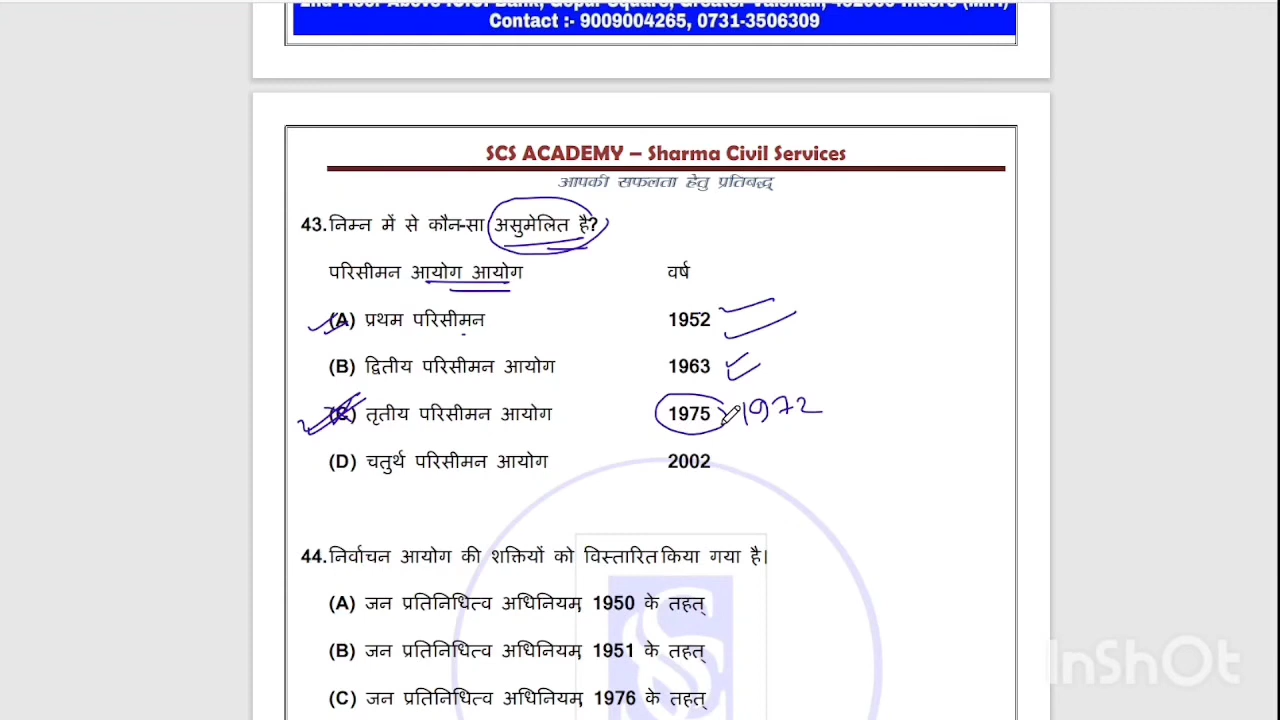 Contact :- 9009004265, 0731-3506309
SCS ACADEMY – Sharma Civil Services
आपकी सफलता हेतु प्रतिबद्ध
43. निम्न में से कौन-सा असुमेलित है?
परिसीमन आयोग आयोग वर्ष
(A) प्रथम परिसीमन 1952
(B) द्वितीय परिसीमन आयोग 1963
(C) तृतीय परिसीमन आयोग 1975 1972
(D) चतुर्थ परिसीमन आयोग 2002
44. निर्वाचन आयोग की शक्तियों को विस्तारित किया गया है।
(A) जन प्रतिनिधित्व अधिनियम, 1950 के तहत्
(B) जन प्रतिनिधित्व अधिनियम, 1951 के तहत्
(C) जन प्रतिनिधित्व अधिनियम, 1976 के तहत्
InShOt